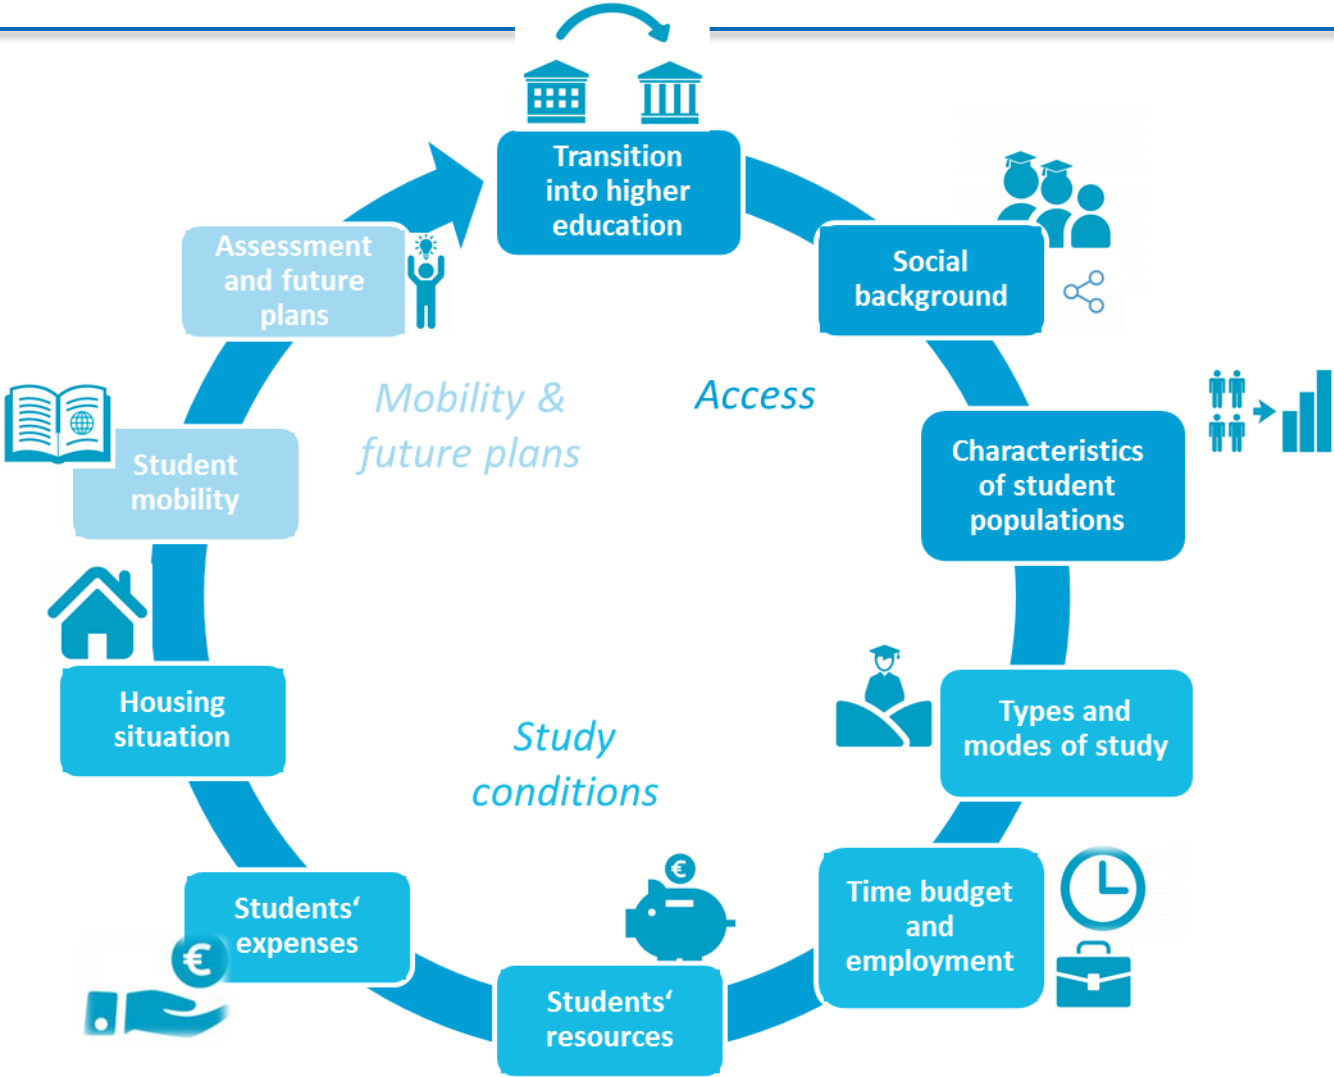 Transition
into higher
education
Social
background
Characteristics
of student
populations
Types and
modes of study
Time budget
and
employment
Students‘
resources
€
Students‘
expenses
€
Housing
situation
Student
mobility
Assessment
and future
plans
Mobility &
future plans
Access
Study
conditions